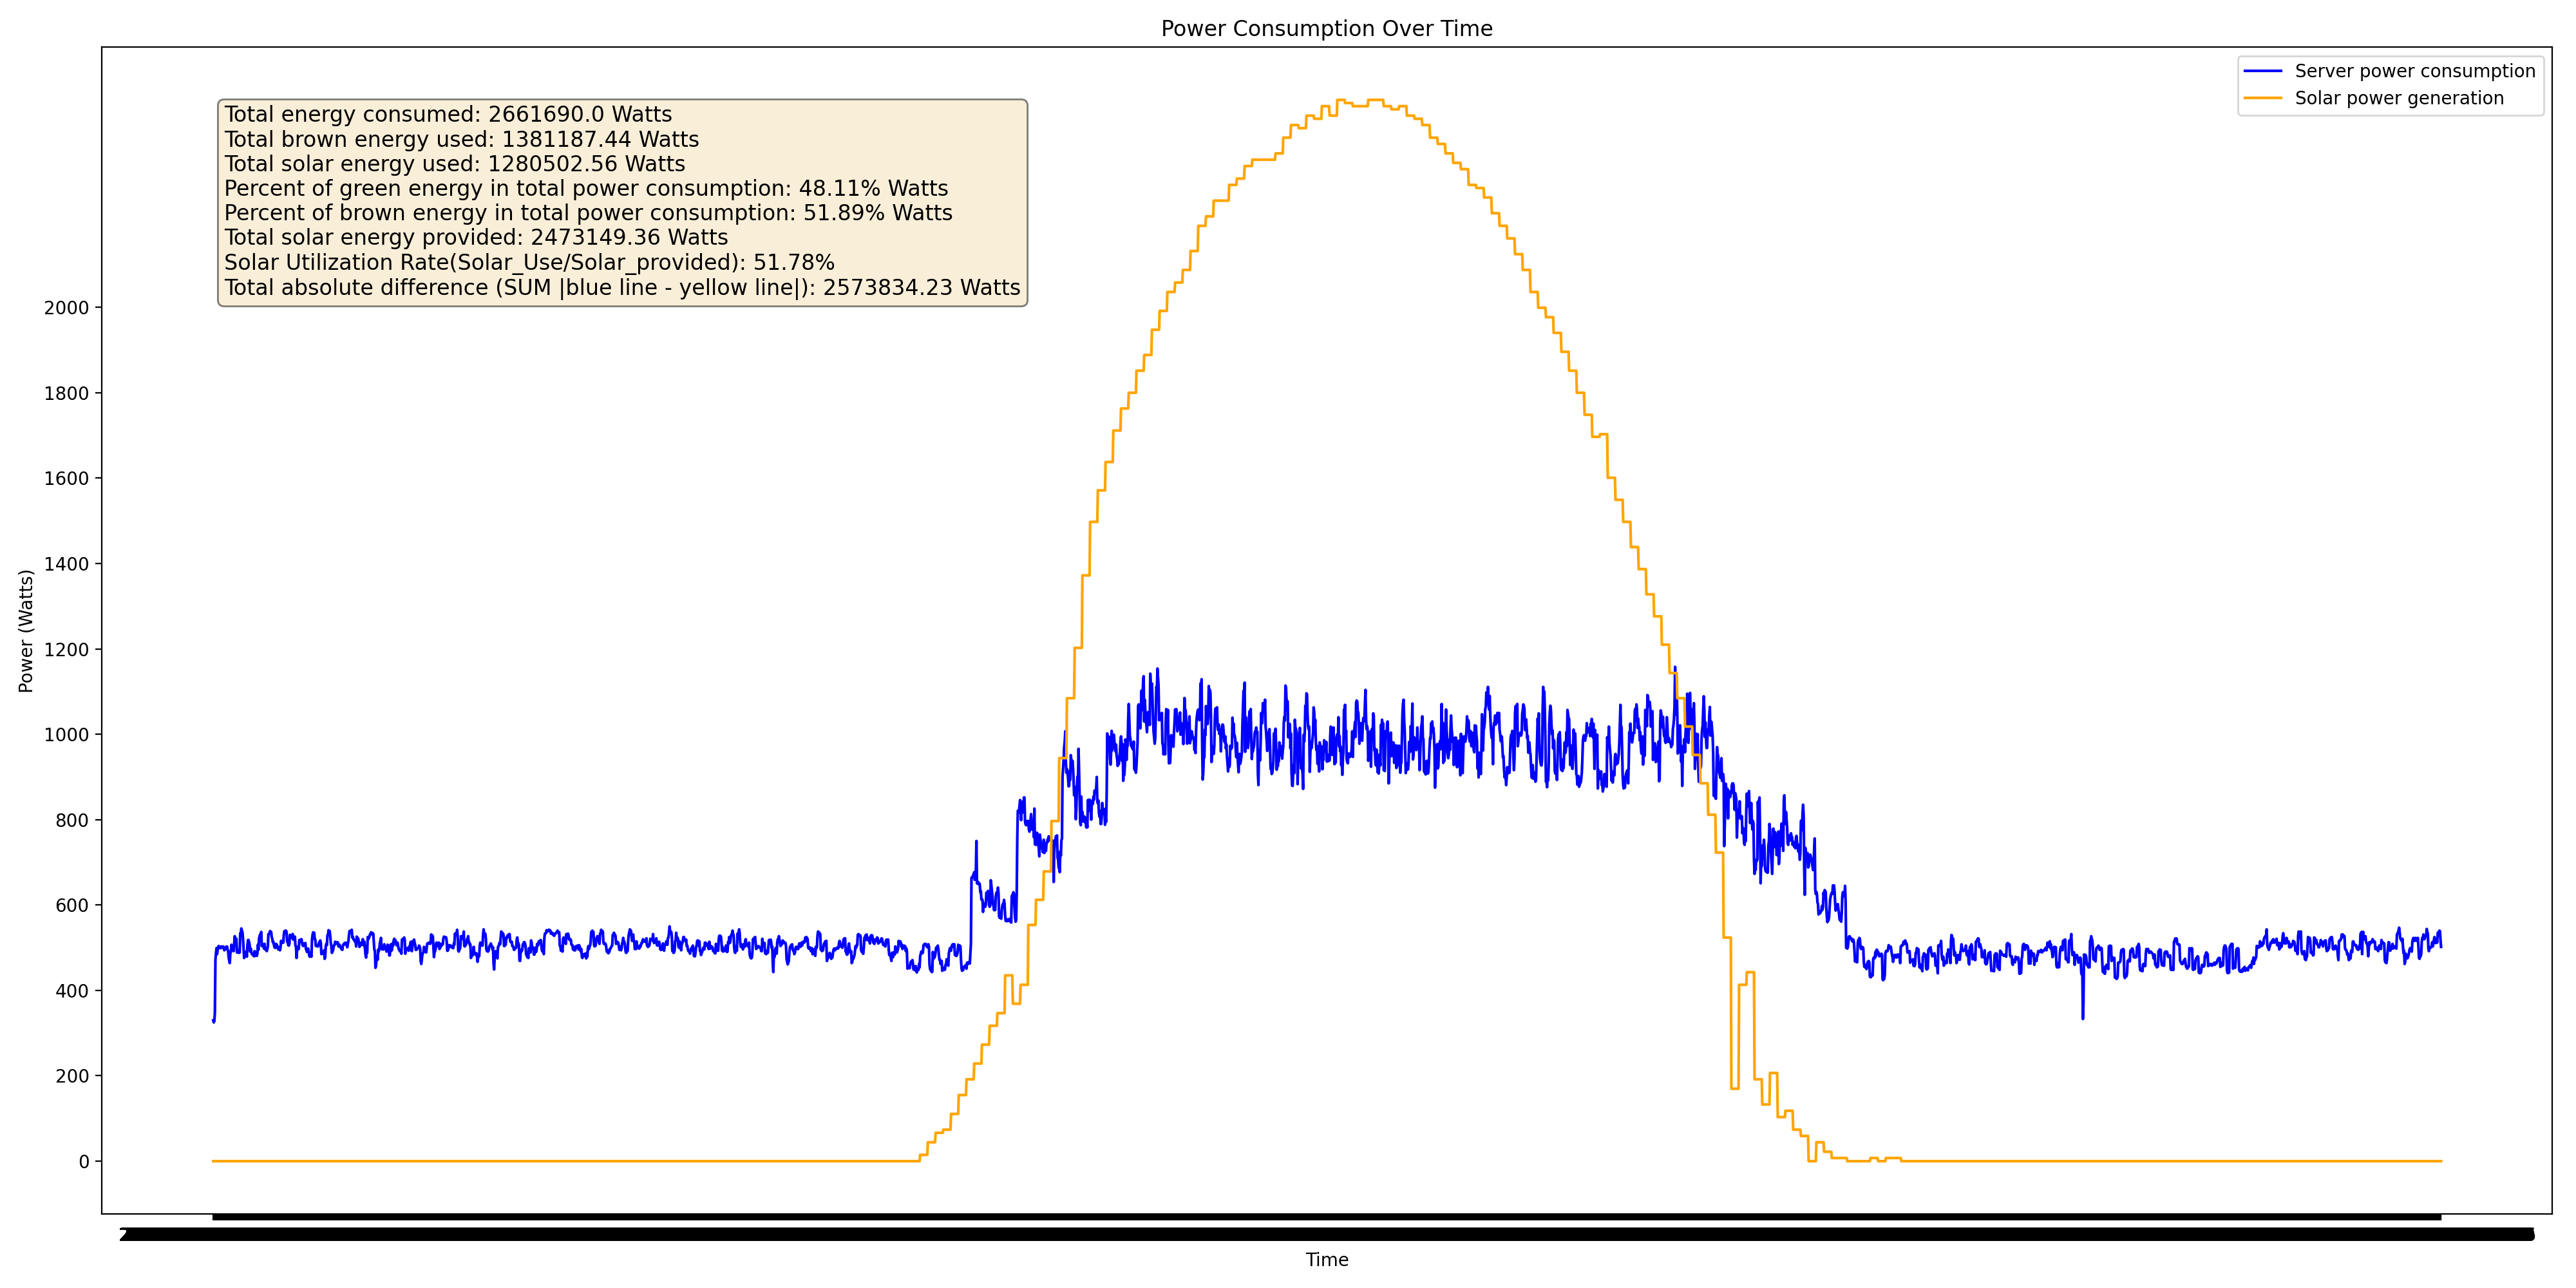 Power Consumption Over Time
Server power consumption
Solar power generation
Total energy consumed: 2661690.0 Watts
Total brown energy used: 1381187.44 Watts
Total solar energy used: 1280502.56 Watts
Percent of green energy in total power consumption: 48.11% Watts
Percent of brown energy in total power consumption: 51.89% Watts
Total solar energy provided: 2473149.36 Watts
Solar Utilization Rate(Solar_Use/Solar_provided): 51.78%
Total absolute difference (SUM |blue line - yellow line|): 2573834.23 Watts
2000
1800
1600
1400
1200
1000
800
600
400
200
0
Power (Watts)
Time